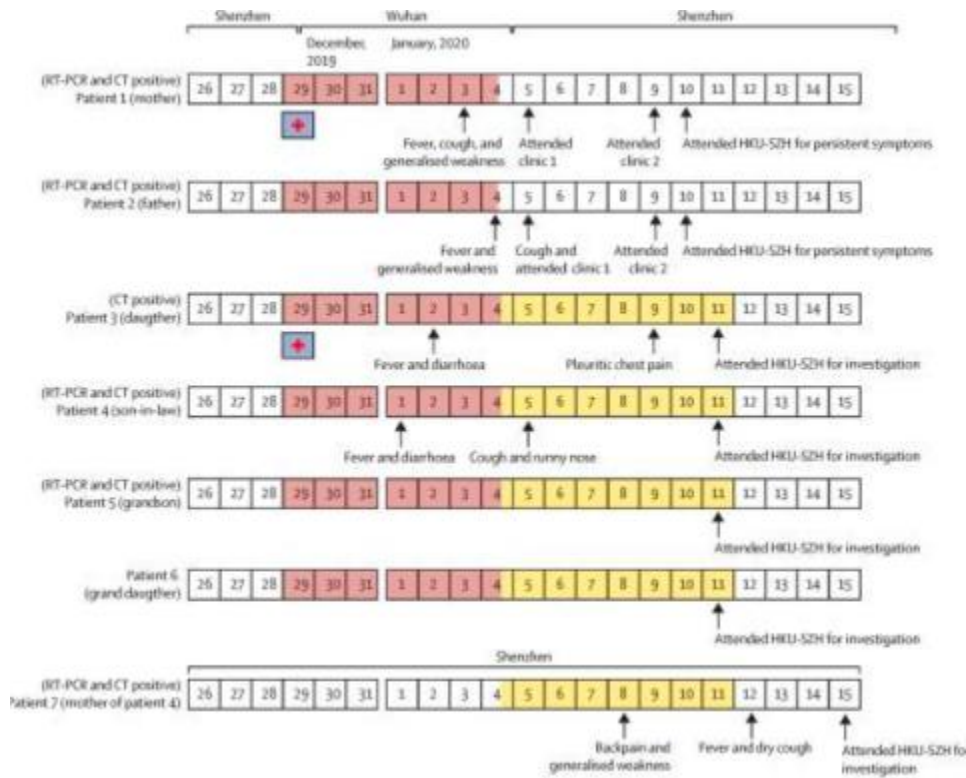 Shenzhen Wuhan Shenzhen
December, 2019 January, 2020
(RT-PCR and CT positive)
Patient 1 (mother)
26 27 28 29 30 31 1 2 3 4 5 6 7 8 9 10 11 12 13 14 15
Fever, cough, and generalised weakness
Attended clinic 1
Attended clinic 2
Attended HKU-SZH for persistent symptoms
(RT-PCR and CT positive)
Patient 2 (father)
26 27 28 29 30 31 1 2 3 4 5 6 7 8 9 10 11 12 13 14 15
Fever and generalised weakness
Cough and attended clinic 1
Attended clinic 2
Attended HKU-SZH for persistent symptoms
(CT positive)
Patient 3 (daugther)
26 27 28 29 30 31 1 2 3 4 5 6 7 8 9 10 11 12 13 14 15
Fever and diarrhoea
Pleuritic chest pain
Attended HKU-SZH for investigation
(RT-PCR and CT positive)
Patient 4 (son-in-law)
26 27 28 29 30 31 1 2 3 4 5 6 7 8 9 10 11 12 13 14 15
Fever and diarrhoea
Cough and runny nose
Attended HKU-SZH for investigation
(RT-PCR and CT positive)
Patient 5 (grandson)
26 27 28 29 30 31 1 2 3 4 5 6 7 8 9 10 11 12 13 14 15
Attended HKU-SZH for investigation
Patient 6
(grand daugther)
26 27 28 29 30 31 1 2 3 4 5 6 7 8 9 10 11 12 13 14 15
Attended HKU-SZH for investigation
Shenzhen
(RT-PCR and CT positive)
Patient 7 (mother of patient 4)
26 27 28 29 30 31 1 2 3 4 5 6 7 8 9 10 11 12 13 14 15
Backpain and generalised weakness
Fever and dry cough
Attended HKU-SZH for investigation